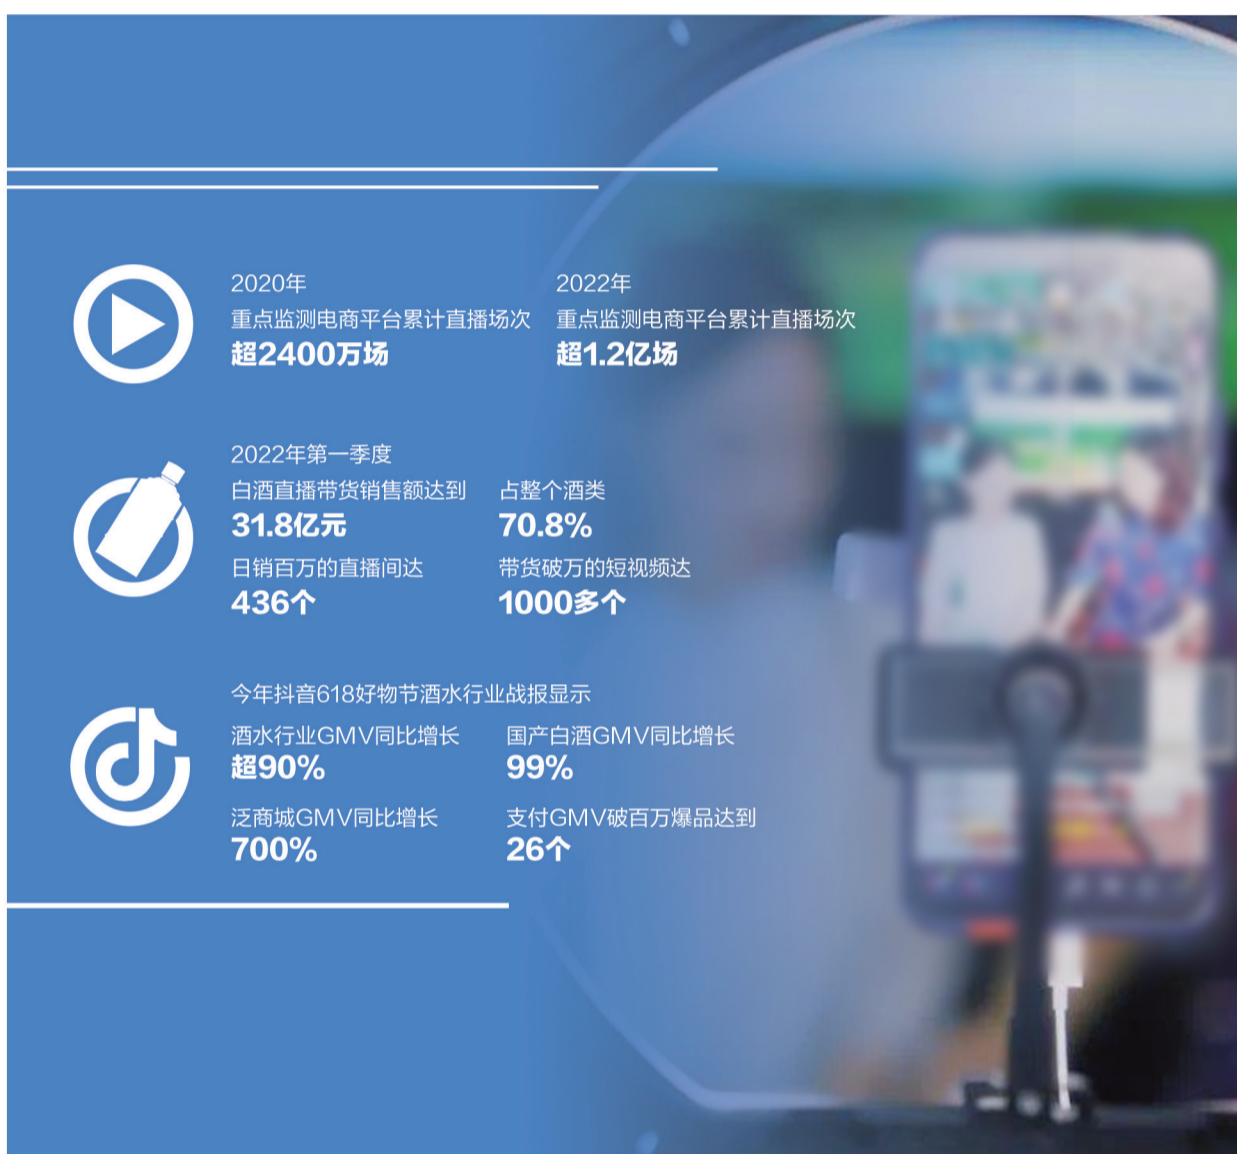 2020年
重点监测电商平台累计直播场次
超2400万场
2022年
重点监测电商平台累计直播场次
超1.2亿场
2022年第一季度
白酒直播带货销售额达到
31.8亿元
占整个酒类
70.8%
日销百万的直播间达
436个
带货破万的短视频达
1000多个
今年抖音618好物节酒水行业战报显示
酒水行业GMV同比增长
超90%
国产白酒GMV同比增长
99%
泛商城GMV同比增长
700%
支付GMV破百万爆品达到
26个